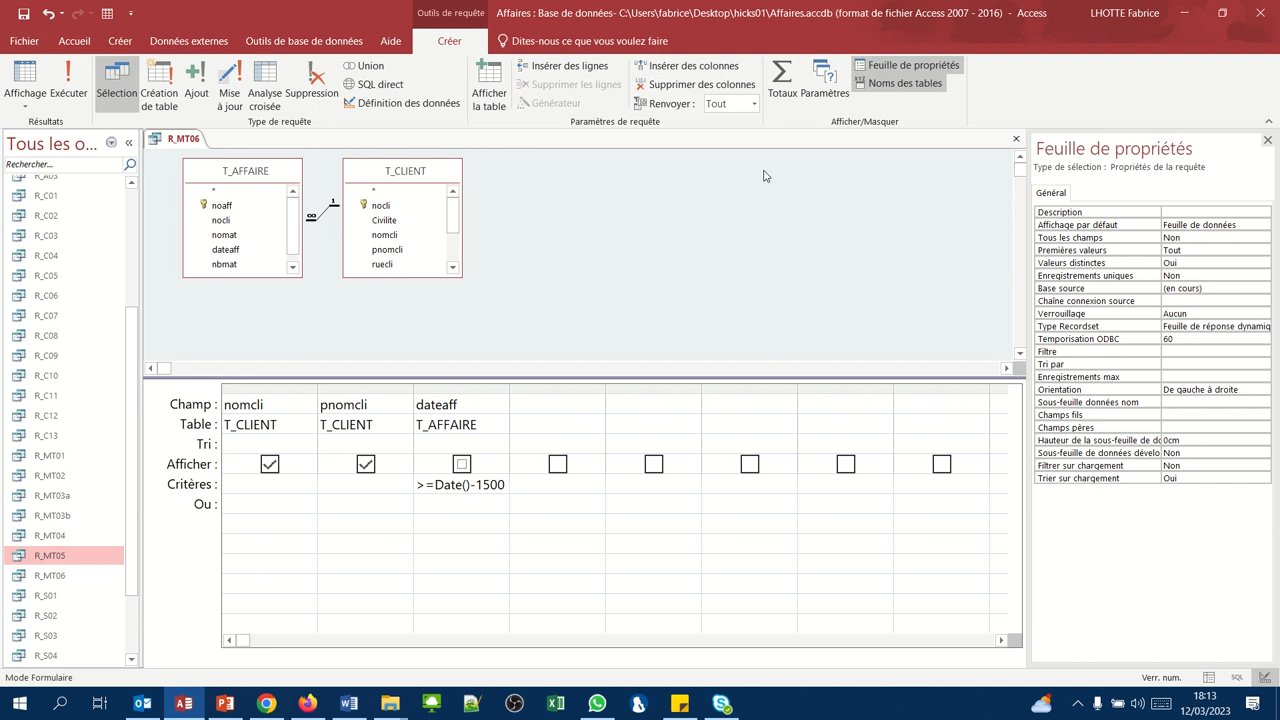 Outils de requête
Affaires : Base de données- C:\Users\fabrice\Desktop\hicks01\Affaires.accdb (format de fichier Access 2007 - 2016) - Access
LHOTTE Fabrice
Fichier
Accueil
Créer
Données externes
Outils de base de données
Aide
Créer
Dites-nous ce que vous voulez faire
Affichage
Exécuter
Résultats
Sélection
Création de table
Ajout
Mise à jour
Analyse croisée
Suppression
Union
SQL direct
Définition des données
Type de requête
Afficher la table
Insérer des lignes
Supprimer les lignes
Générateur
Insérer des colonnes
Supprimer des colonnes
Renvoyer :
Tout
Paramètres de requête
Totaux
Paramètres
Feuille de propriétés
Noms des tables
Afficher/Masquer
Tous les o...
Rechercher...
R_A03
R_C01
R_C02
R_C03
R_C04
R_C05
R_C06
R_C07
R_C08
R_C09
R_C10
R_C11
R_C12
R_C13
R_MT01
R_MT02
R_MT03a
R_MT03b
R_MT04
R_MT05
R_MT06
R_S01
R_S02
R_S03
R_S04
R_MT06
T_AFFAIRE
*
noaff
nocli
nomat
dateaff
nbmat
∞
1
T_CLIENT
*
nocli
Civilite
nomcli
pnomcli
ruecli
Champ : nomcli pnomcli dateaff
Table : T_CLIENT T_CLIENT T_AFFAIRE
Tri :
Afficher :
Critères : >=Date()-1500
Ou :
Feuille de propriétés
Type de sélection : Propriétés de la requête
Général
Description
Affichage par défaut Feuille de données
Tous les champs Non
Premières valeurs Tout
Valeurs distinctes Oui
Enregistrements uniques Non
Base source (en cours)
Chaîne connexion source
Verrouillage Aucun
Type Recordset Feuille de réponse dynamiq
Temporisation ODBC 60
Filtre
Tri par
Enregistrements max
Orientation De gauche à droite
Sous-feuille données nom
Champs fils
Champs pères
Hauteur de la sous-feuille de do 0cm
Sous-feuille de données dévelo Non
Filtrer sur chargement Non
Trier sur chargement Oui
Mode Formulaire
Verr. num.
SQL
18:13
12/03/2023